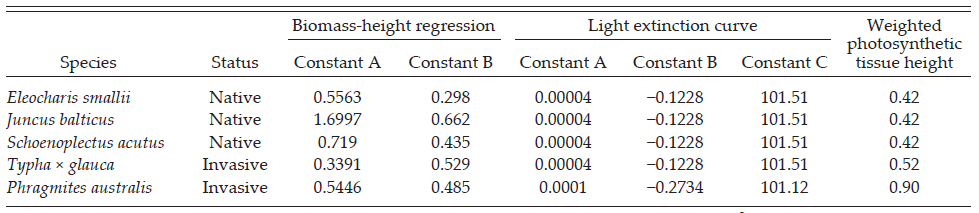 Biomass-height regression Light extinction curve Weighted
photosynthetic
Species Status Constant A Constant B Constant A Constant B Constant C tissue height
Eleocharis smallii Native 0.5563 0.298 0.00004 −0.1228 101.51 0.42
Juncus balticus Native 1.6997 0.662 0.00004 −0.1228 101.51 0.42
Schoenoplectus acutus Native 0.719 0.435 0.00004 −0.1228 101.51 0.42
Typha × glauca Invasive 0.3391 0.529 0.00004 −0.1228 101.51 0.52
Phragmites australis Invasive 0.5446 0.485 0.0001 −0.2734 101.12 0.90